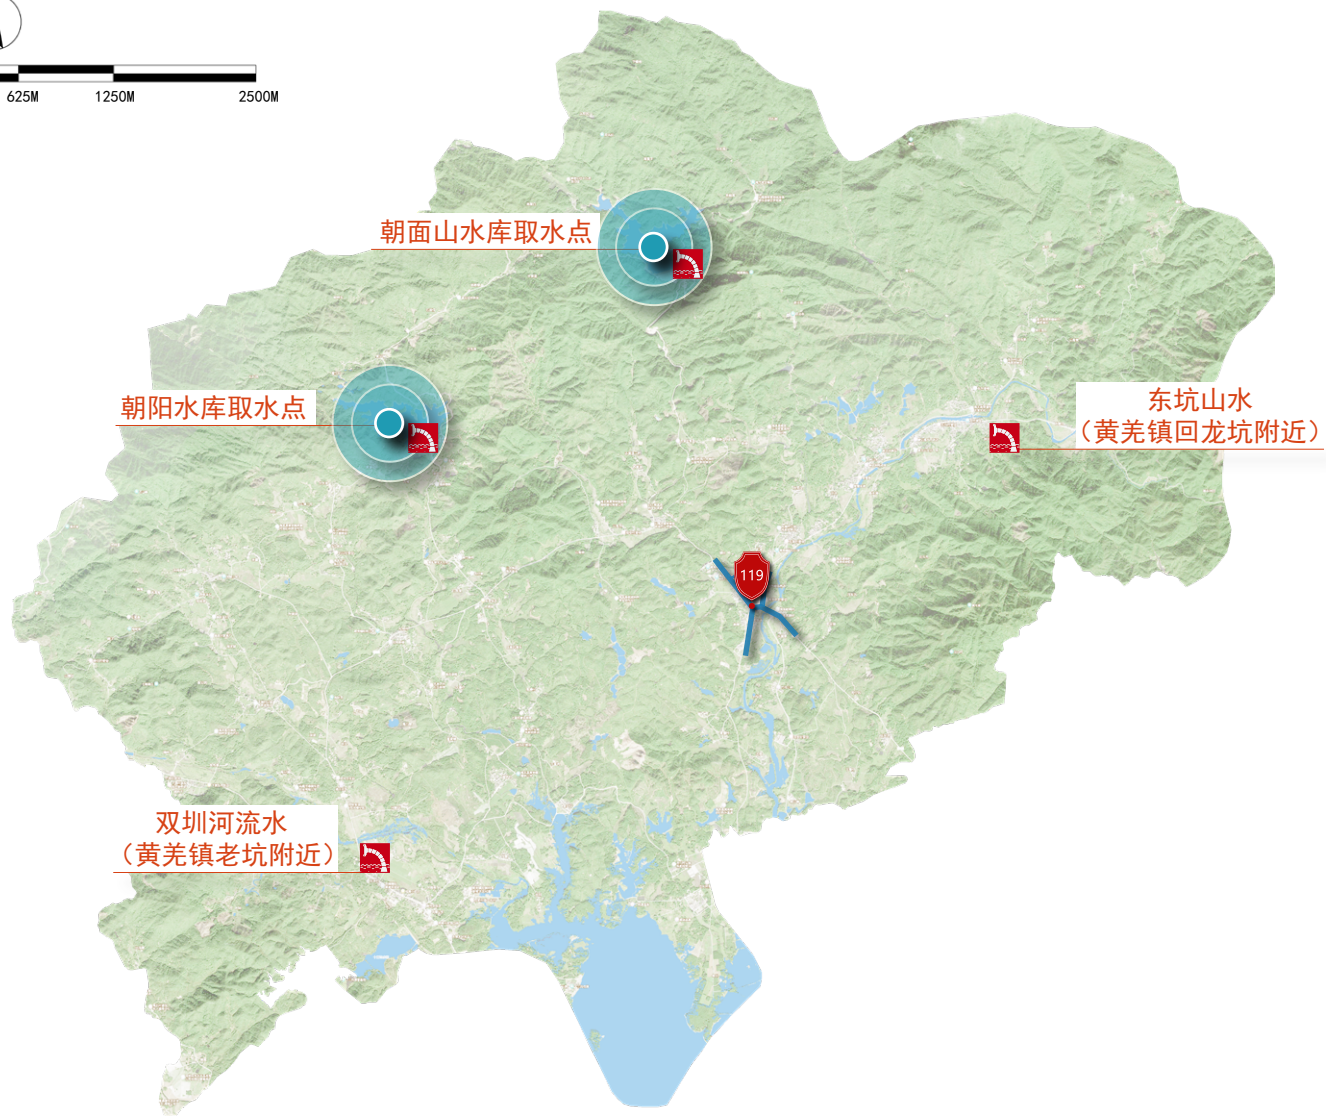 625M 1250M 2500M
朝面山水库取水点
朝阳水库取水点
东坑山水
（黄羌镇回龙坑附近）
119
双圳河流水
（黄羌镇老坑附近）